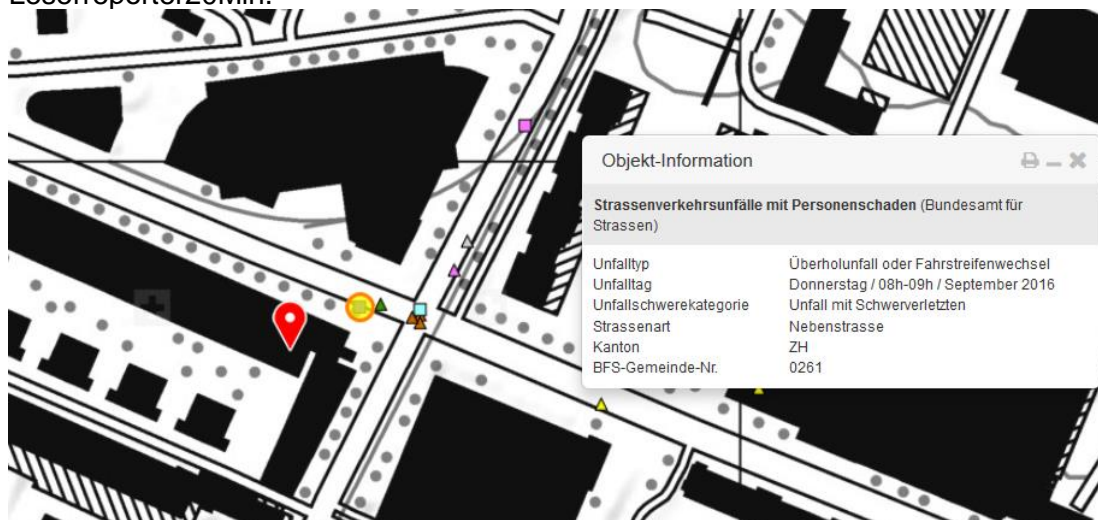 Leserreporter20Min.
Objekt-Information
Strassenverkehrsunfälle mit Personenschaden (Bundesamt für
Strassen)
Unfalltyp Überholunfall oder Fahrstreifenwechsel
Unfalltag Donnerstag / 08h-09h / September 2016
Unfallschwerekategorie Unfall mit Schwerverletzten
Strassenart Nebenstrasse
Kanton ZH
BFS-Gemeinde-Nr. 0261